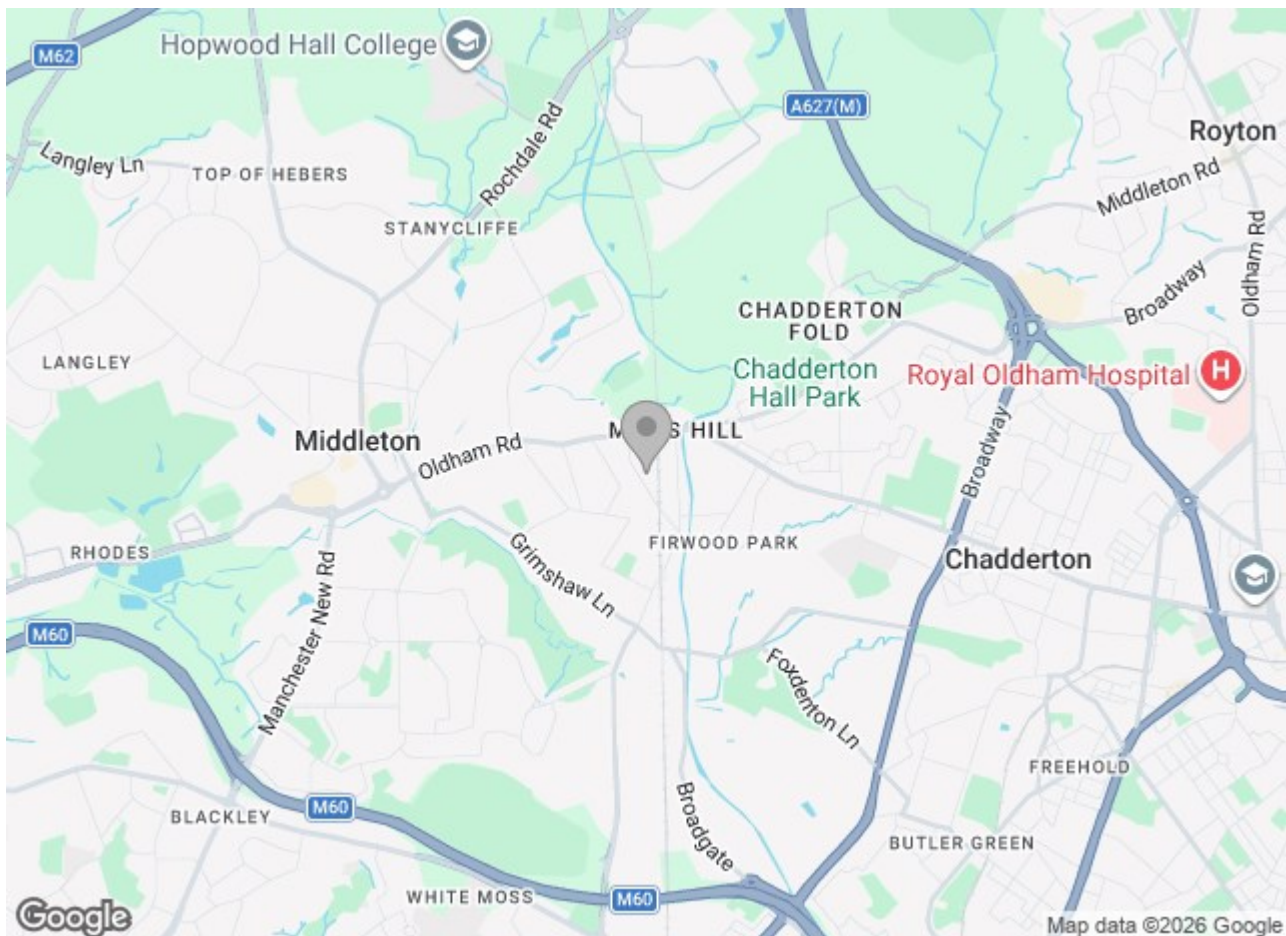 Hopwood Hall College
M62
A627(M)
Royton
Langley Ln
TOP OF HEBERS
Rochdale Rd
Middleton Rd
STANYCLIFFE
Oldham Rd
Broadway
CHADDERTON
FOLD
LANGLEY
Chadderton
Hall Park
Royal Oldham Hospital
H
Middleton
Oldham Rd
HILL
Broadway
RHODES
Grimshaw Ln
FIRWOOD PARK
Chadderton
Manchester New Rd
M60
Foxdenton Ln
FREEHOLD
M60
BLACKLEY
Broadgate
BUTLER GREEN
WHITE MOSS
M60
Google
Map data ©2026 Google